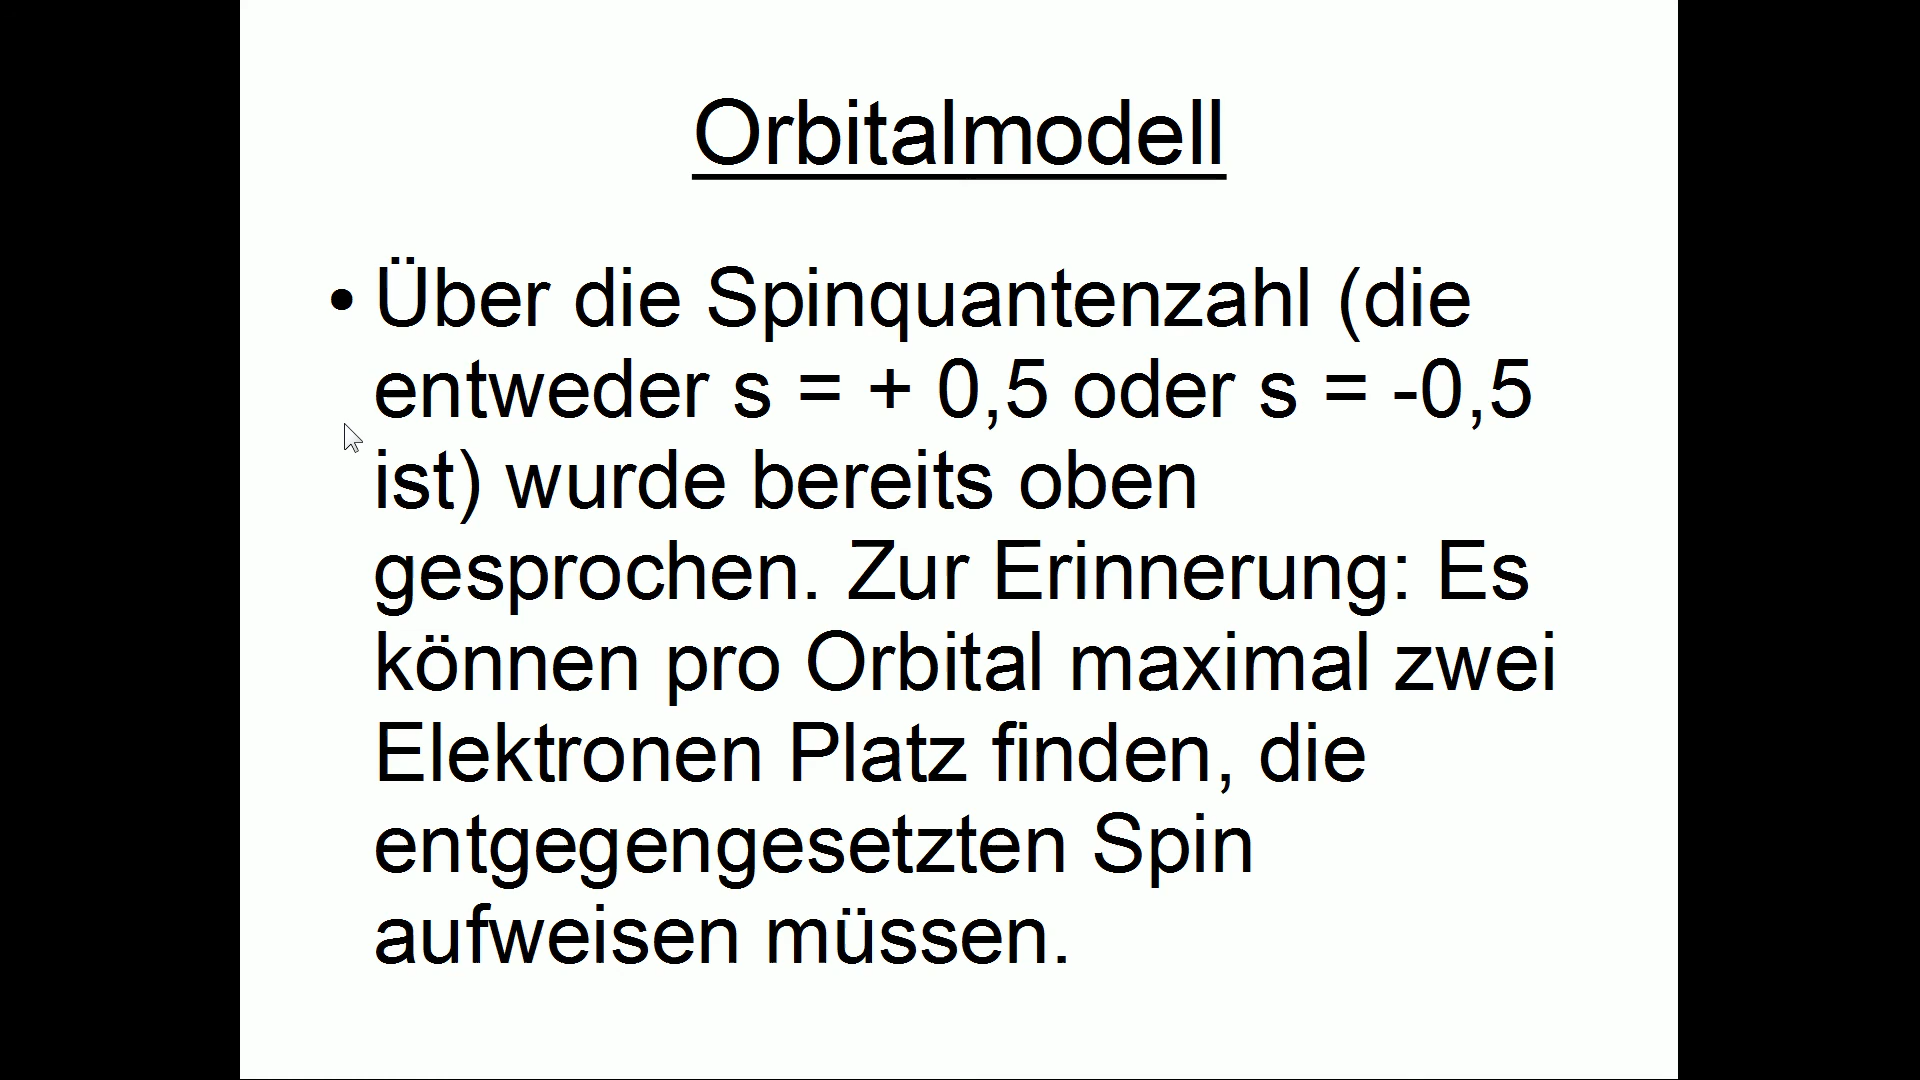 Orbitalmodell
• Über die Spinquantenzahl (die
entweder s = + 0,5 oder s = -0,5
ist) wurde bereits oben
gesprochen. Zur Erinnerung: Es
können pro Orbital maximal zwei
Elektronen Platz finden, die
entgegengesetzten Spin
aufweisen müssen.